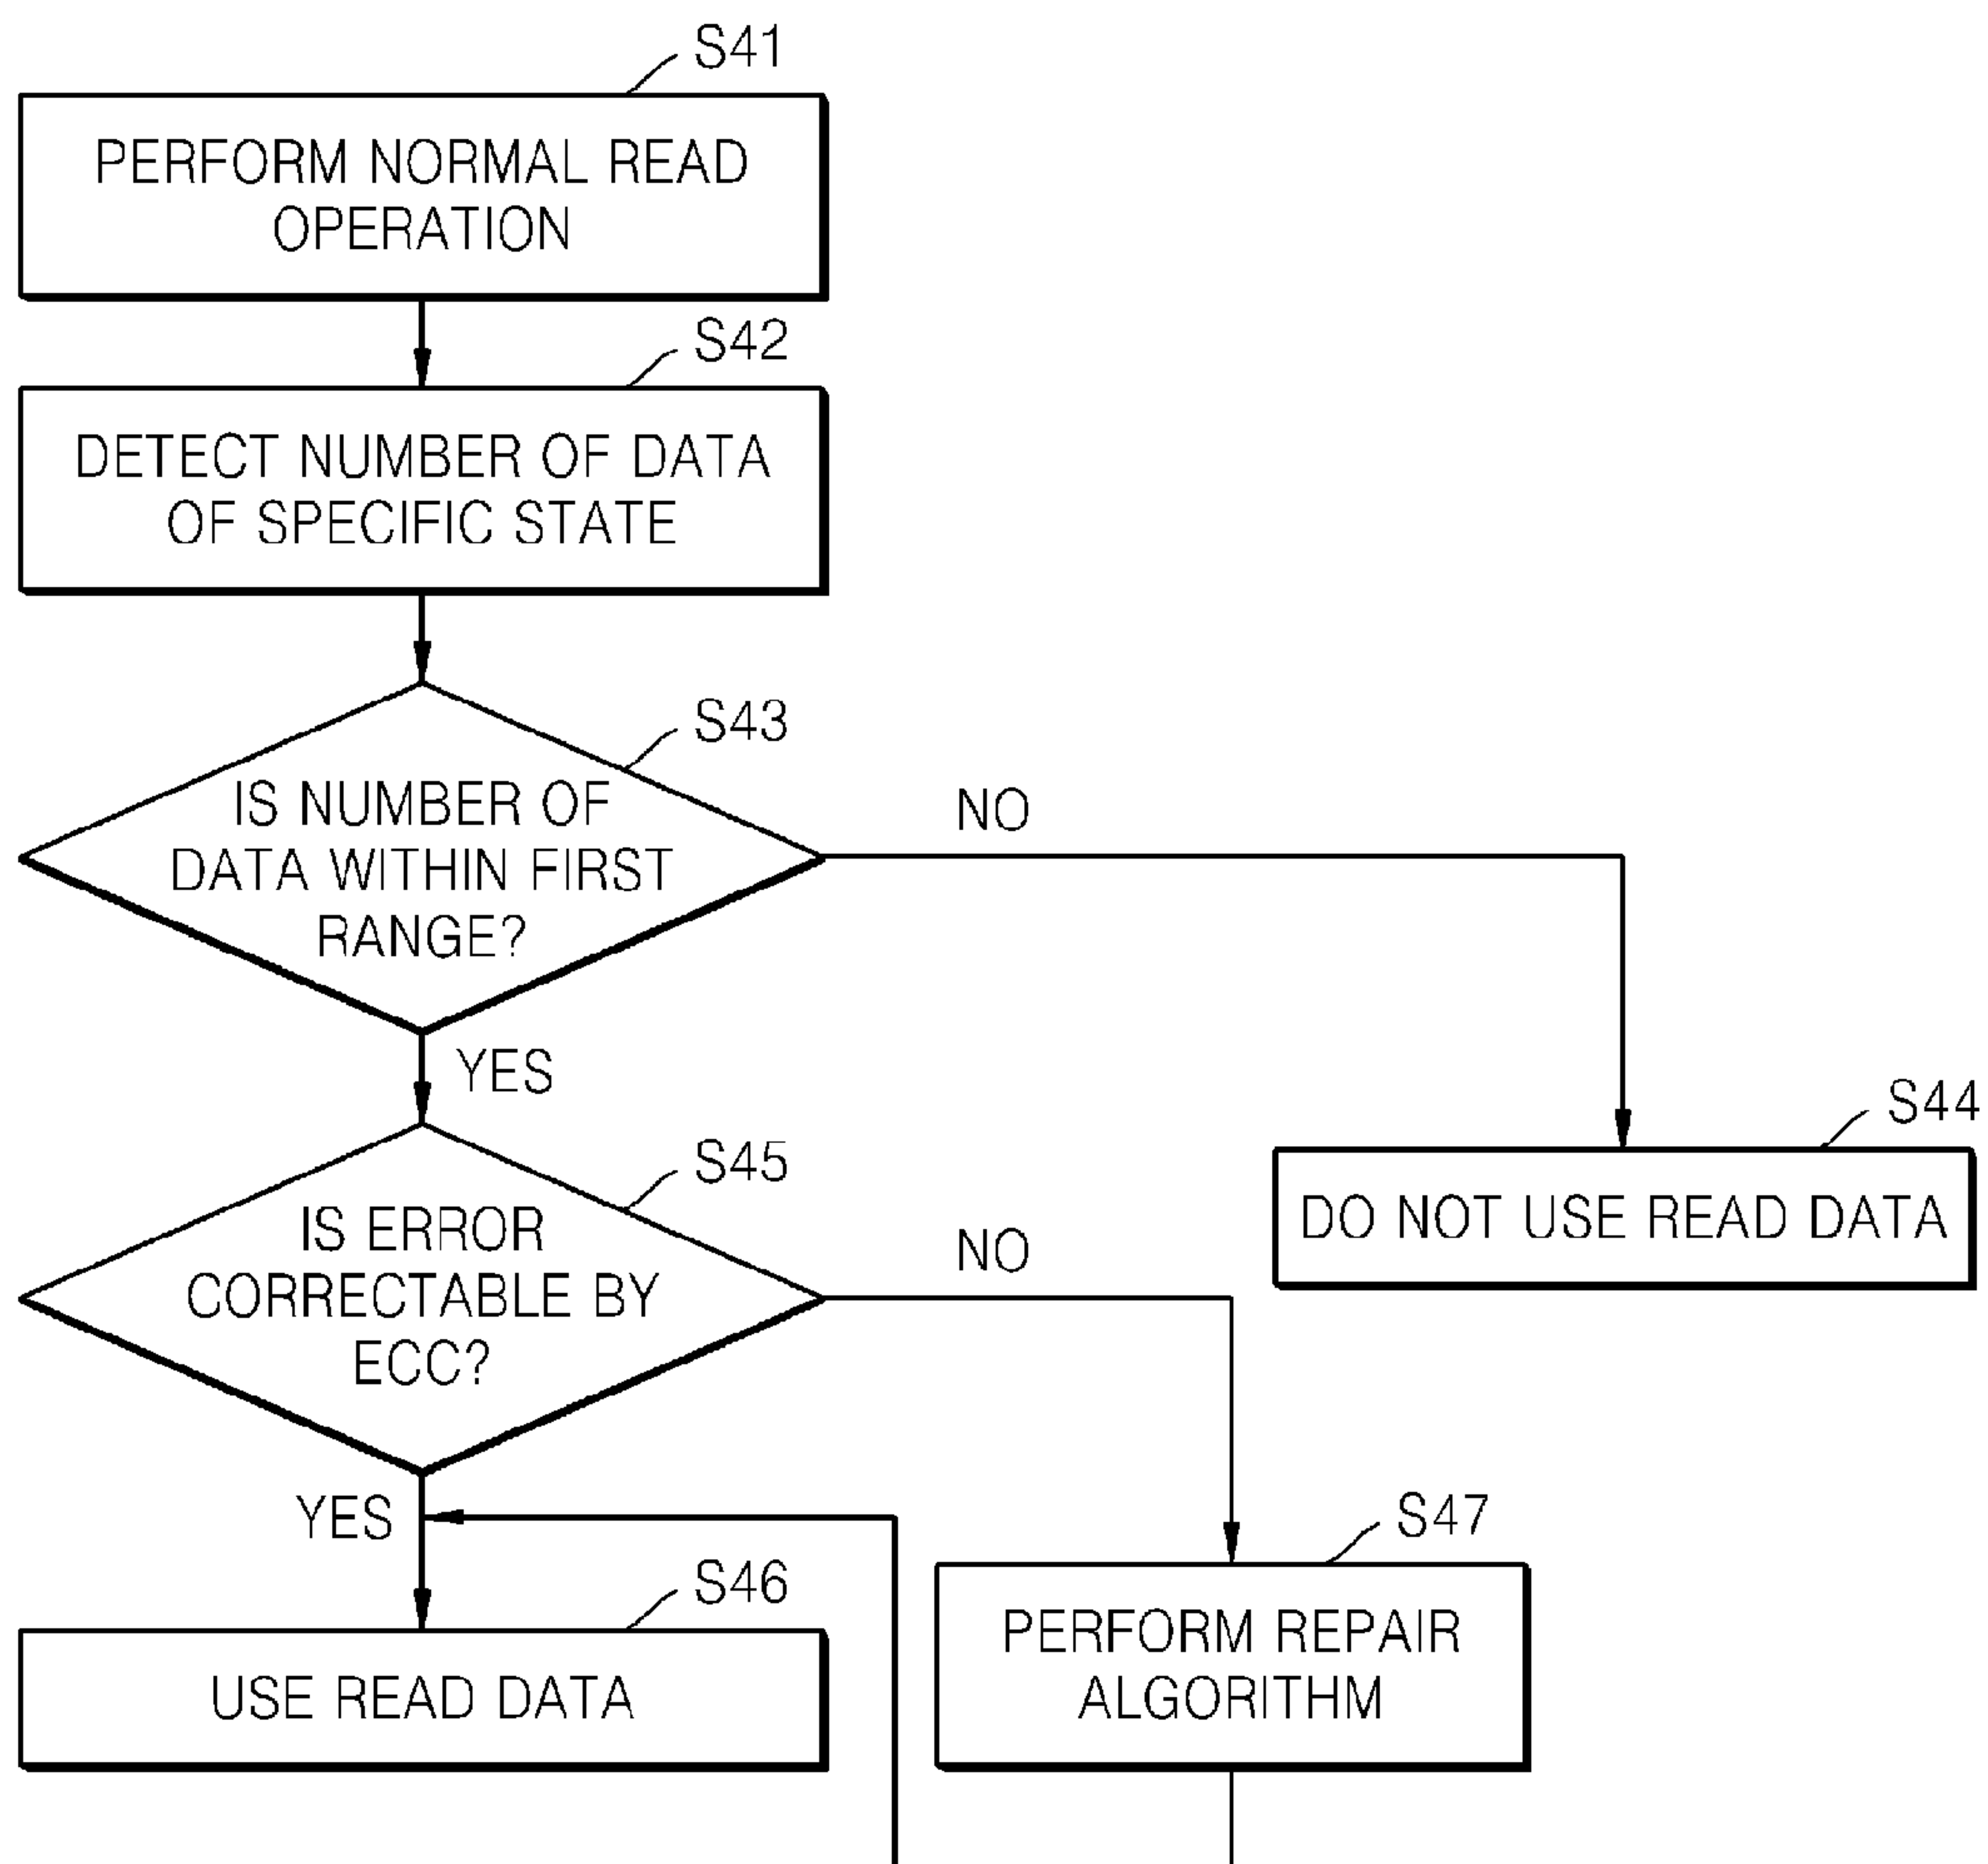 S41
PERFORM NORMAL READ
OPERATION
S42
DETECT NUMBER OF DATA
OF SPECIFIC STATE
S43
IS NUMBER OF
DATA WITHIN FIRST
RANGE?
NO
YES
S44
DO NOT USE READ DATA
S45
IS ERROR
CORRECTABLE BY
ECC?
NO
YES
S46
USE READ DATA
S47
PERFORM REPAIR
ALGORITHM